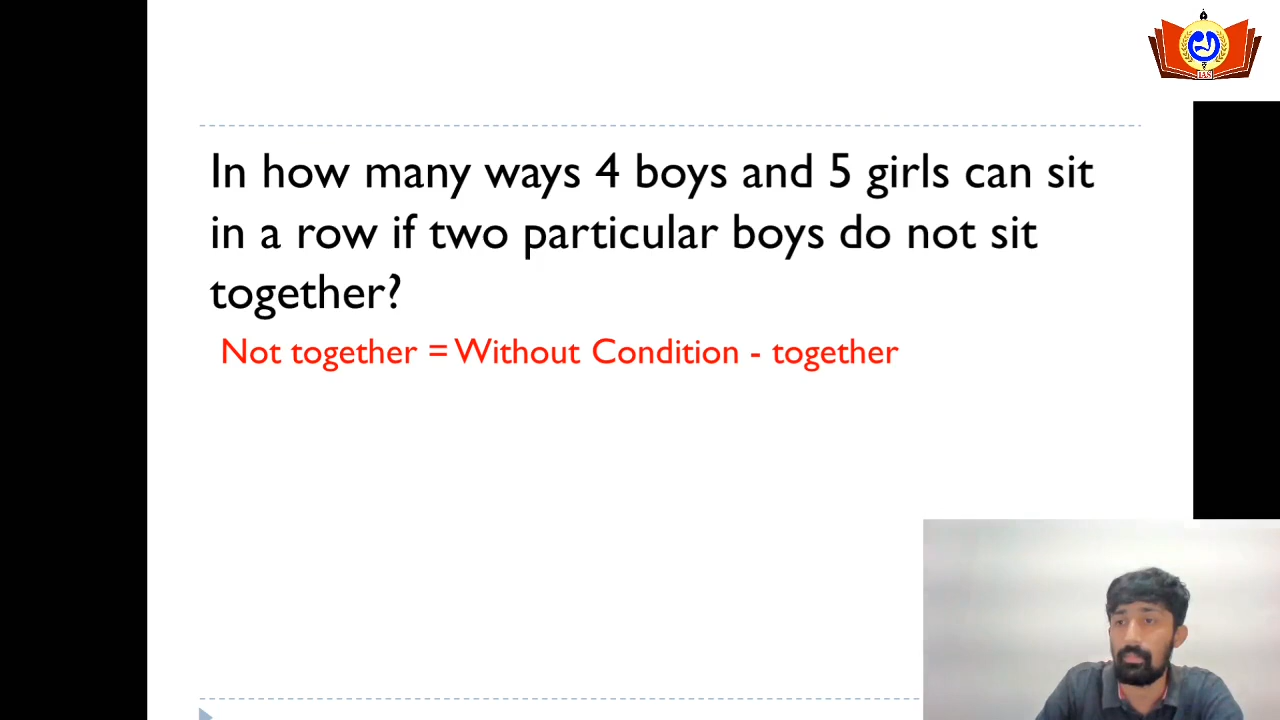 In how many ways 4 boys and 5 girls can sit
in a row if two particular boys do not sit
together?
Not together = Without Condition - together